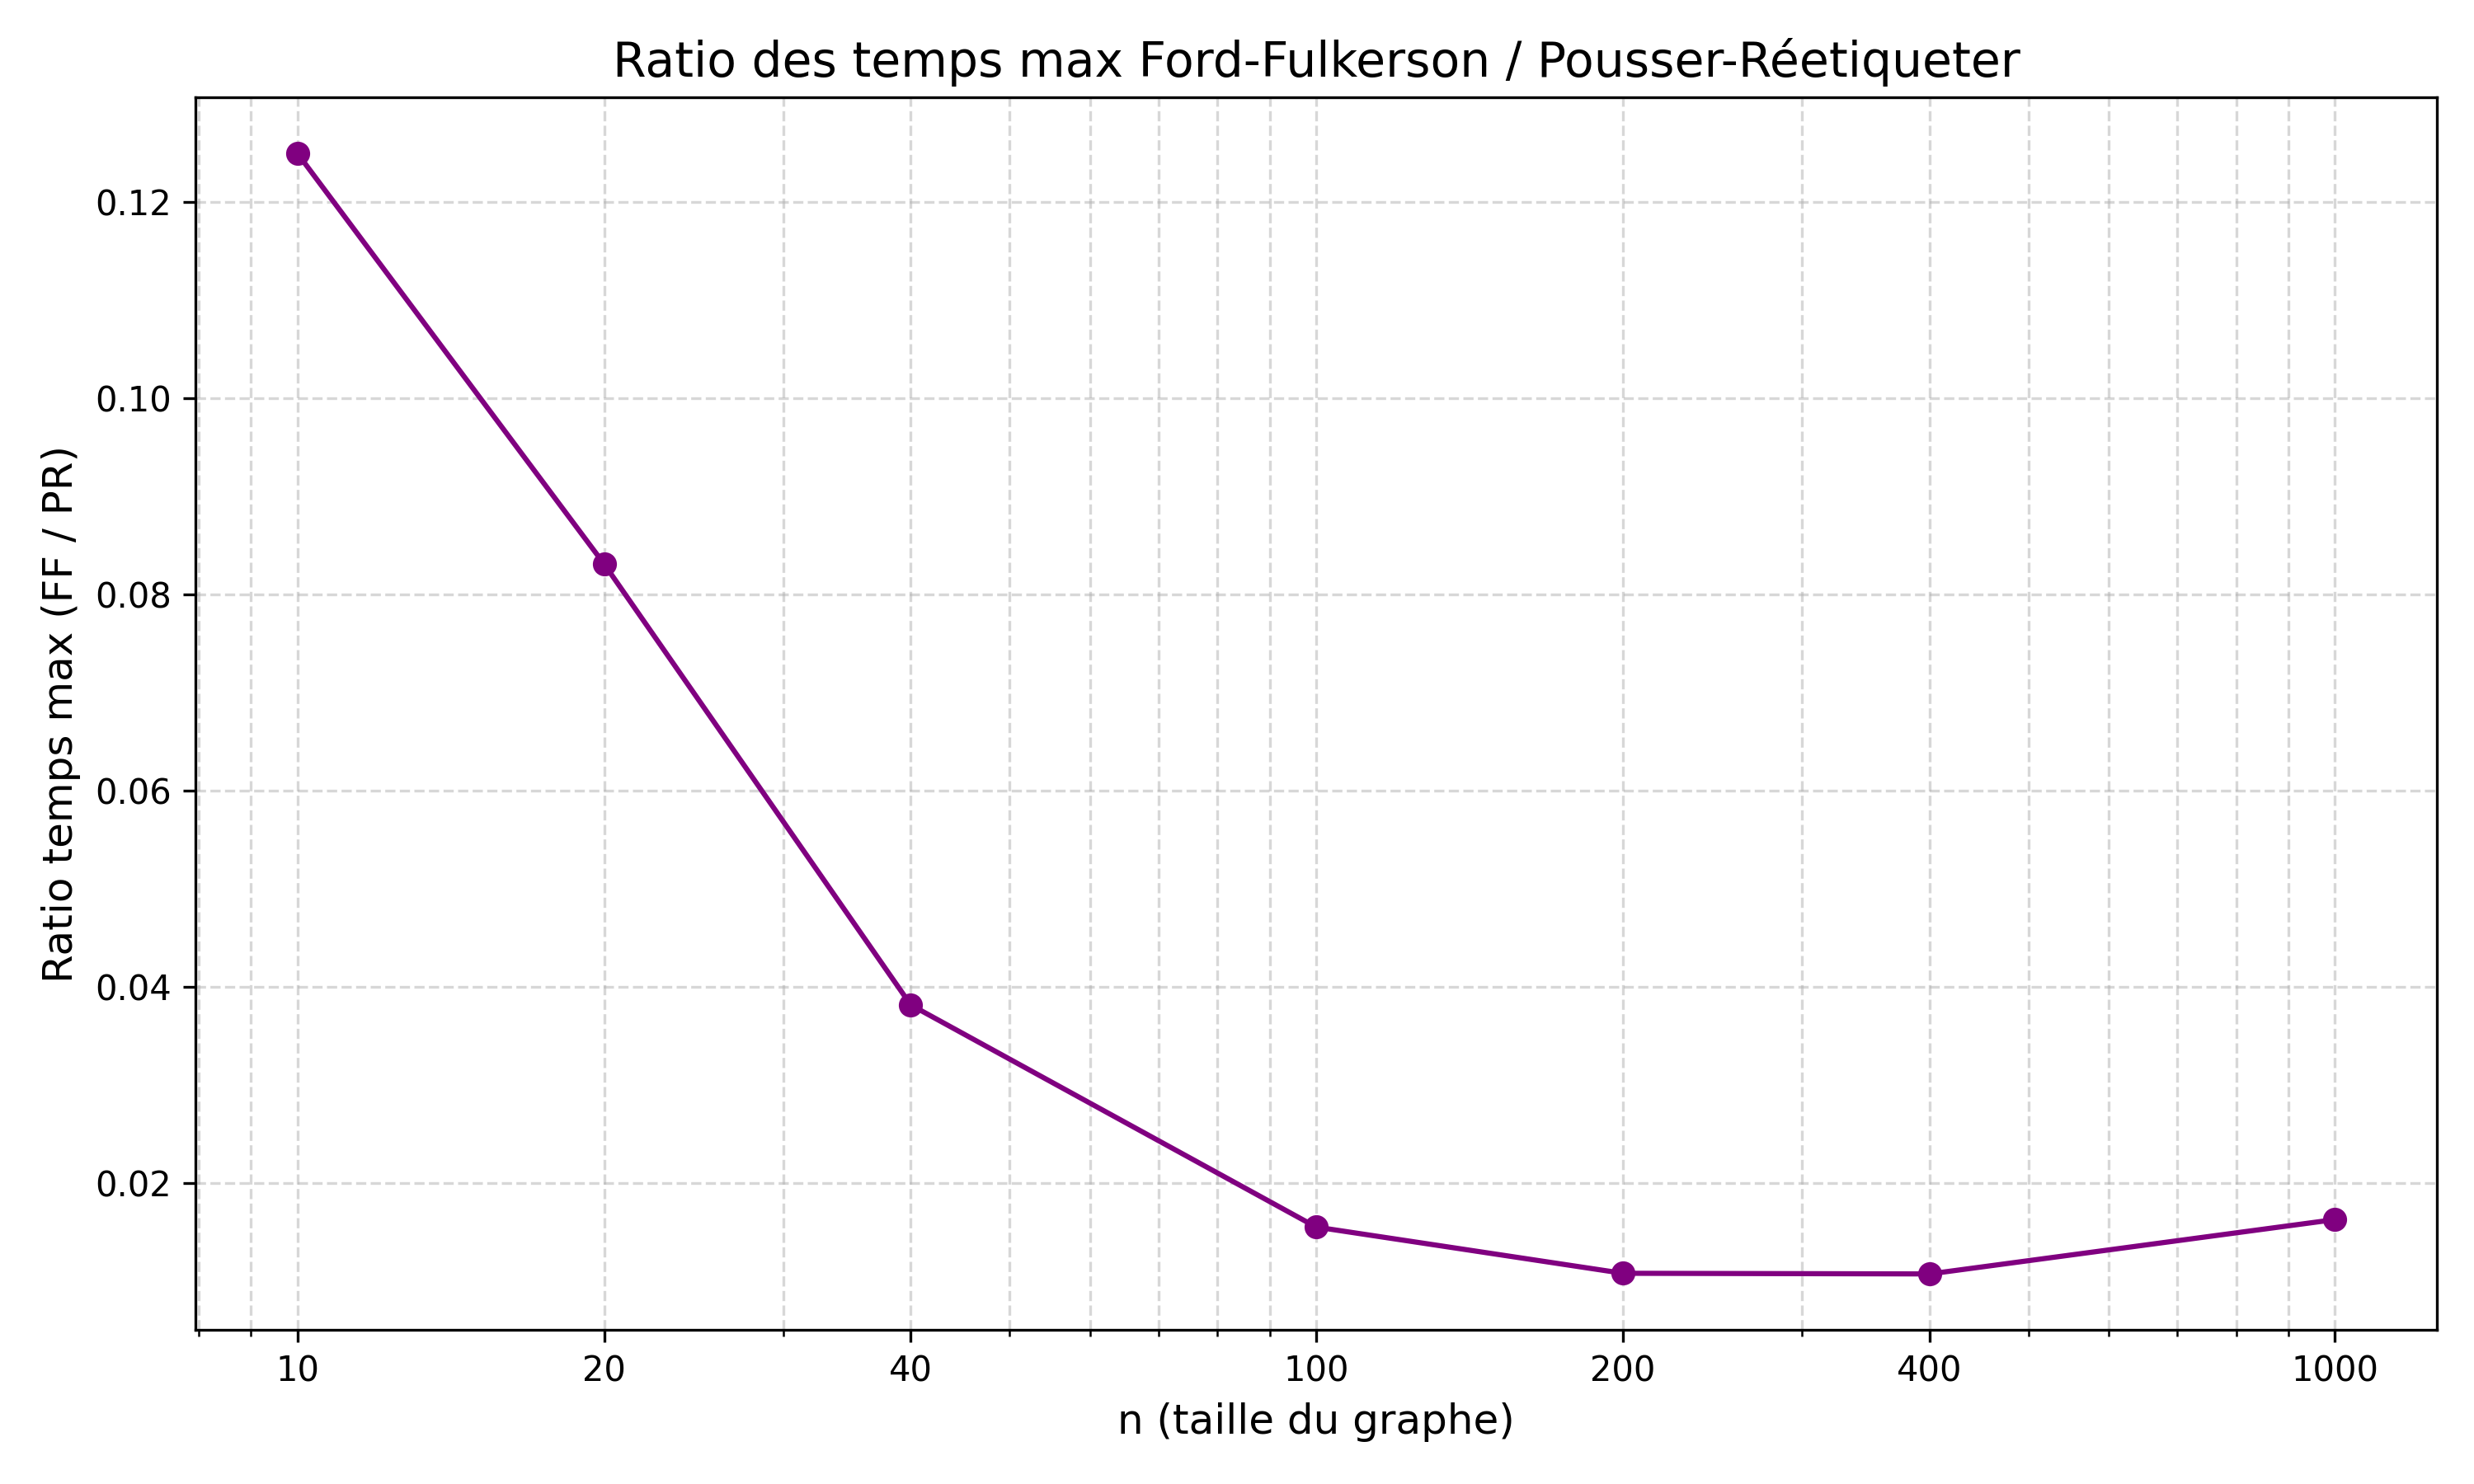 Ratio des temps max Ford-Fulkerson / Pousser-Réetiqueter
Ratio temps max (FF / PR)
0.12
0.10
0.08
0.06
0.04
0.02
10 20 40 100 200 400 1000
n (taille du graphe)